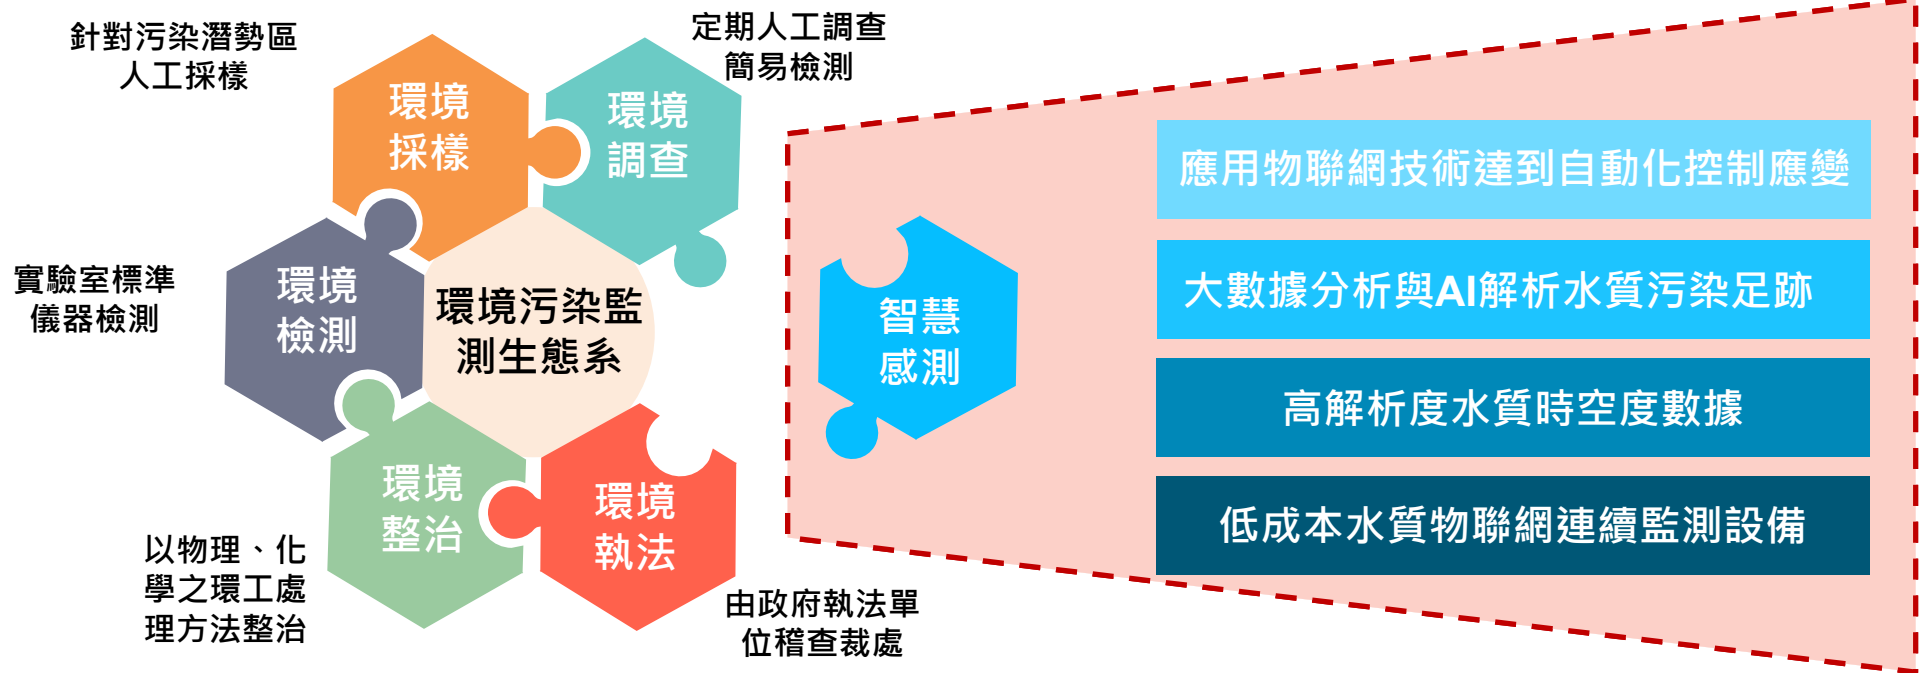 針對污染潛勢區
人工採樣
定期人工調查
簡易檢測
環境
採樣
環境
調查
實驗室標準
儀器檢測
環境
檢測
環境污染監
測生態系
環境
整治
以物理、化
學之環工處
理方法整治
環境
執法
由政府執法單
位稽查裁處
智慧
感測
應用物聯網技術達到自動化控制應變
大數據分析與AI解析水質污染足跡
高解析度水質時空度數據
低成本水質物聯網連續監測設備